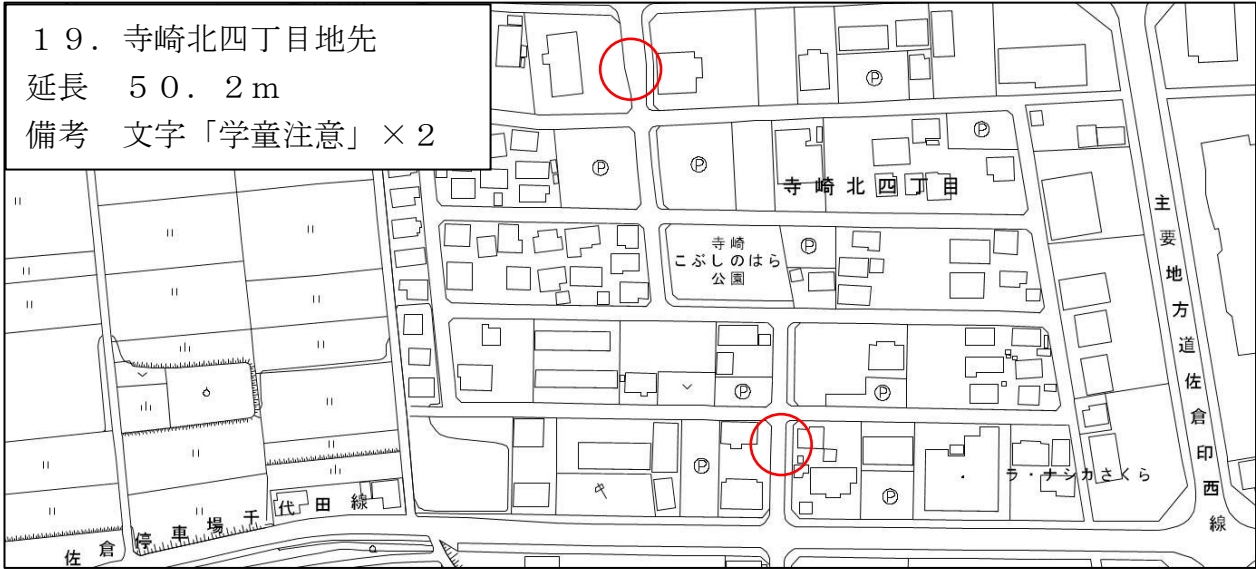 １９．寺崎北四丁目地先
延長　５０．２ｍ
備考　文字「学童注意」×２
Ⓟ
Ⓟ
Ⓟ
Ⓟ
寺崎北四丁目
主要地方道佐倉印西線
寺崎
こぶしのはら
公園
Ⓟ
Ⓟ
Ⓟ
Ⓟ
Ⓟ
ラ・ナシカさくら
佐倉停車場千代田線